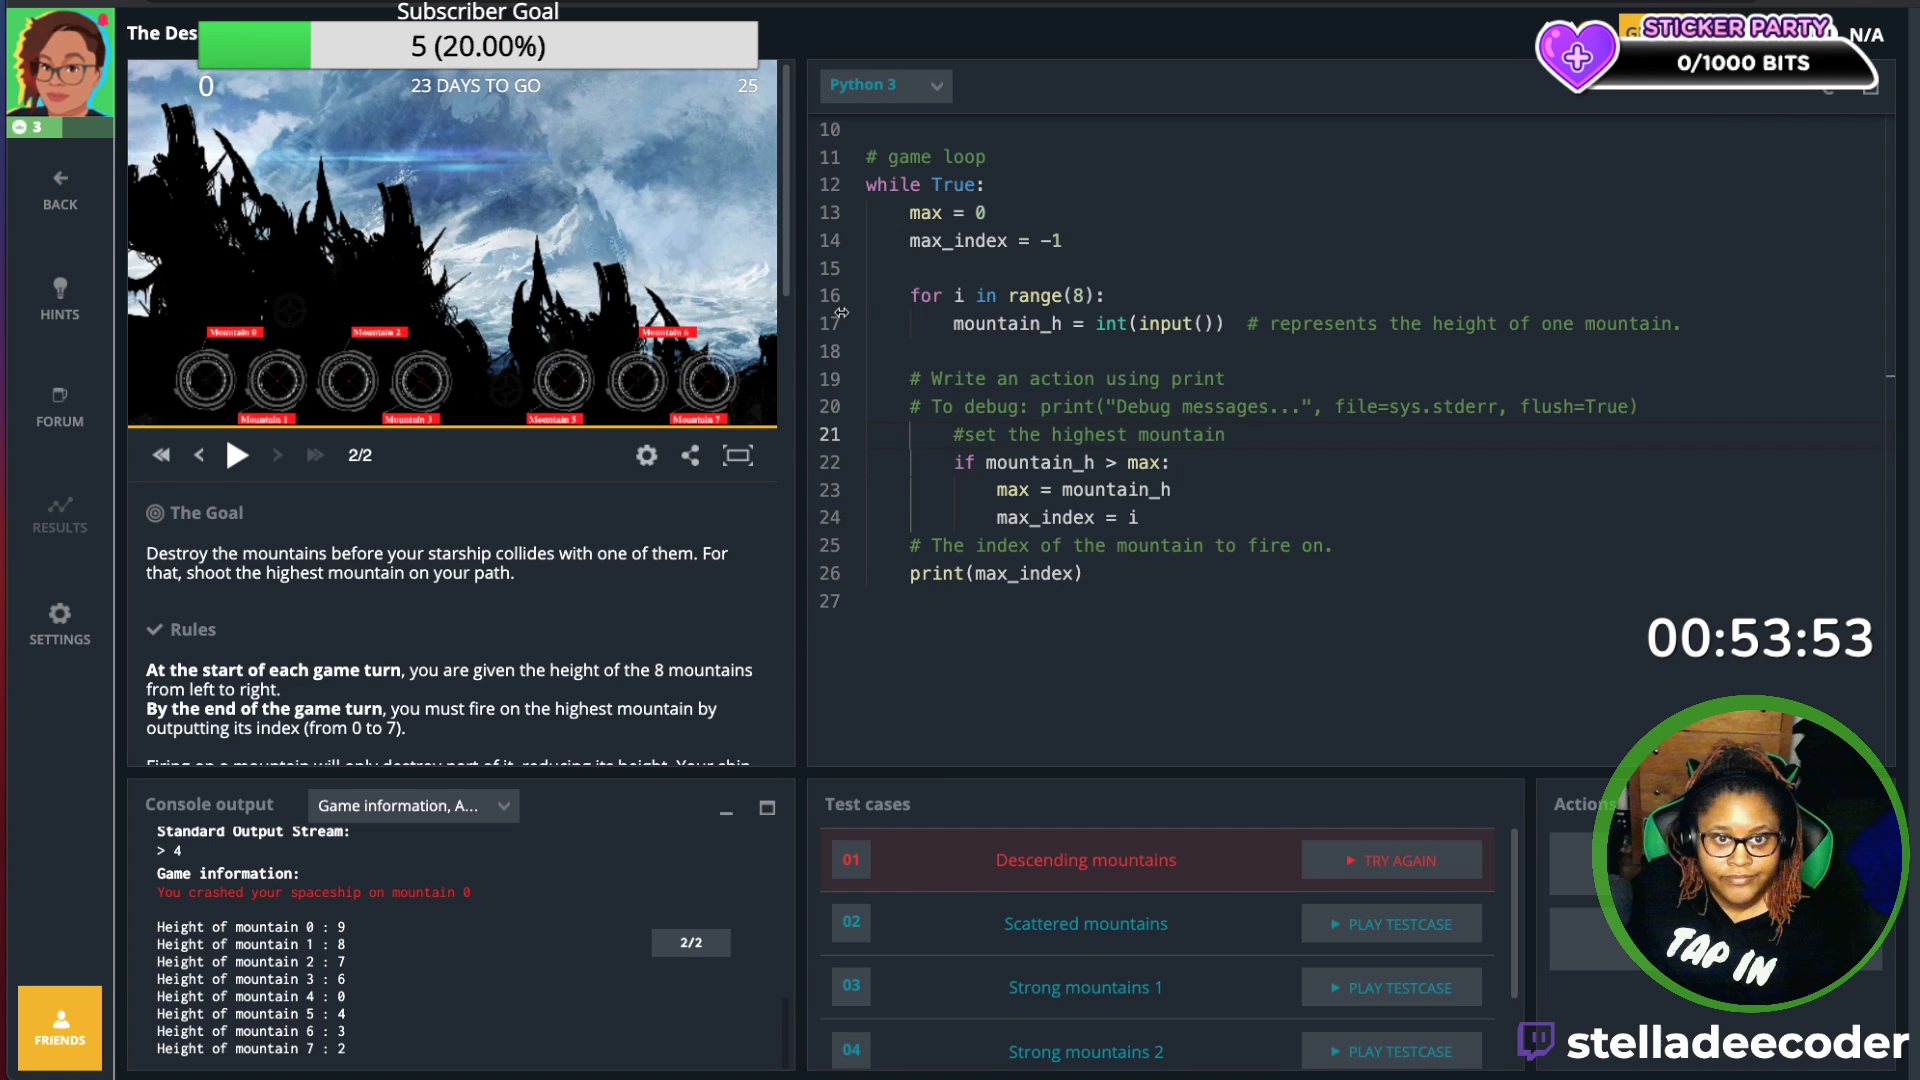 Subscriber Goal
5 (20.00%)
The Des
STICKER PARTY
0/1000 BITS
N/A
3
0
23 DAYS TO GO
25
Mountain 0
Mountain 2
Mountain 6
Mountain 1
Mountain 3
Mountain 5
Mountain 7
2/2
BACK
HINTS
FORUM
RESULTS
SETTINGS
FRIENDS
The Goal
Destroy the mountains before your starship collides with one of them. For
that, shoot the highest mountain on your path.
Rules
At the start of each game turn, you are given the height of the 8 mountains
from left to right.
By the end of the game turn, you must fire on the highest mountain by
outputting its index (from 0 to 7).
Firing on a mountain will only destroy part of it, reducing its height. Your ship
Python 3
10
11 # game loop
12 while True:
13 max = 0
14 max_index = -1
15
16 for i in range(8):
17 mountain_h = int(input()) # represents the height of one mountain.
18
19 # Write an action using print
20 # To debug: print("Debug messages...", file=sys.stderr, flush=True)
21 #set the highest mountain
22 if mountain_h > max:
23 max = mountain_h
24 max_index = i
25 # The index of the mountain to fire on.
26 print(max_index)
27
00:53:53
Console output
Game information, A...
Standard Output Stream:
> 4
Game information:
You crashed your spaceship on mountain 0
Height of mountain 0 : 9
Height of mountain 1 : 8
Height of mountain 2 : 7
Height of mountain 3 : 6
Height of mountain 4 : 0
Height of mountain 5 : 4
Height of mountain 6 : 3
Height of mountain 7 : 2
2/2
Test cases
01 Descending mountains TRY AGAIN
02 Scattered mountains PLAY TESTCASE
03 Strong mountains 1 PLAY TESTCASE
04 Strong mountains 2 PLAY TESTCASE
Actions
TAP IN
stelladeecoder